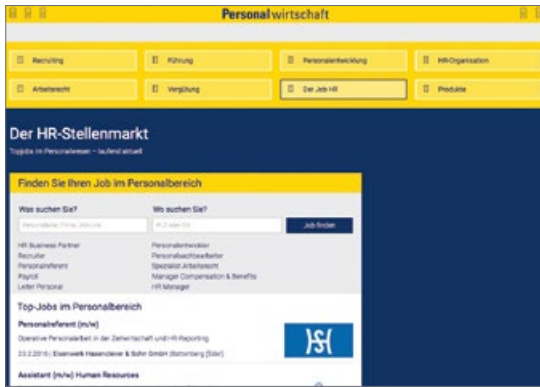 Personalwirtschaft
Recruiting
Führung
Personalentwicklung
HR-Organisation
Arbeitsrecht
Vergütung
Der Job HR
Produkte
Der HR-Stellenmarkt
Topjobs im Personalwesen – laufend aktuell
Finden Sie Ihren Job im Personalbereich
Was suchen Sie?
Wo suchen Sie?
Job finden
HR Business Partner
Personalentwickler
Recruiter
Personalsachbearbeiter
Personalreferent
Spezialist Arbeitsrecht
Payroll
Manager Compensation & Benefits
Leiter Personal
HR Manager
Top-Jobs im Personalbereich
Personalreferent (m/w)
Operative Personalarbeit in der Zeitwirtschaft und HR-Reporting
23.2.2016 | Eisenwerk Hasenclever & Sohn GmbH | Battenberg (Eder)
Assistant (m/w) Human Resources